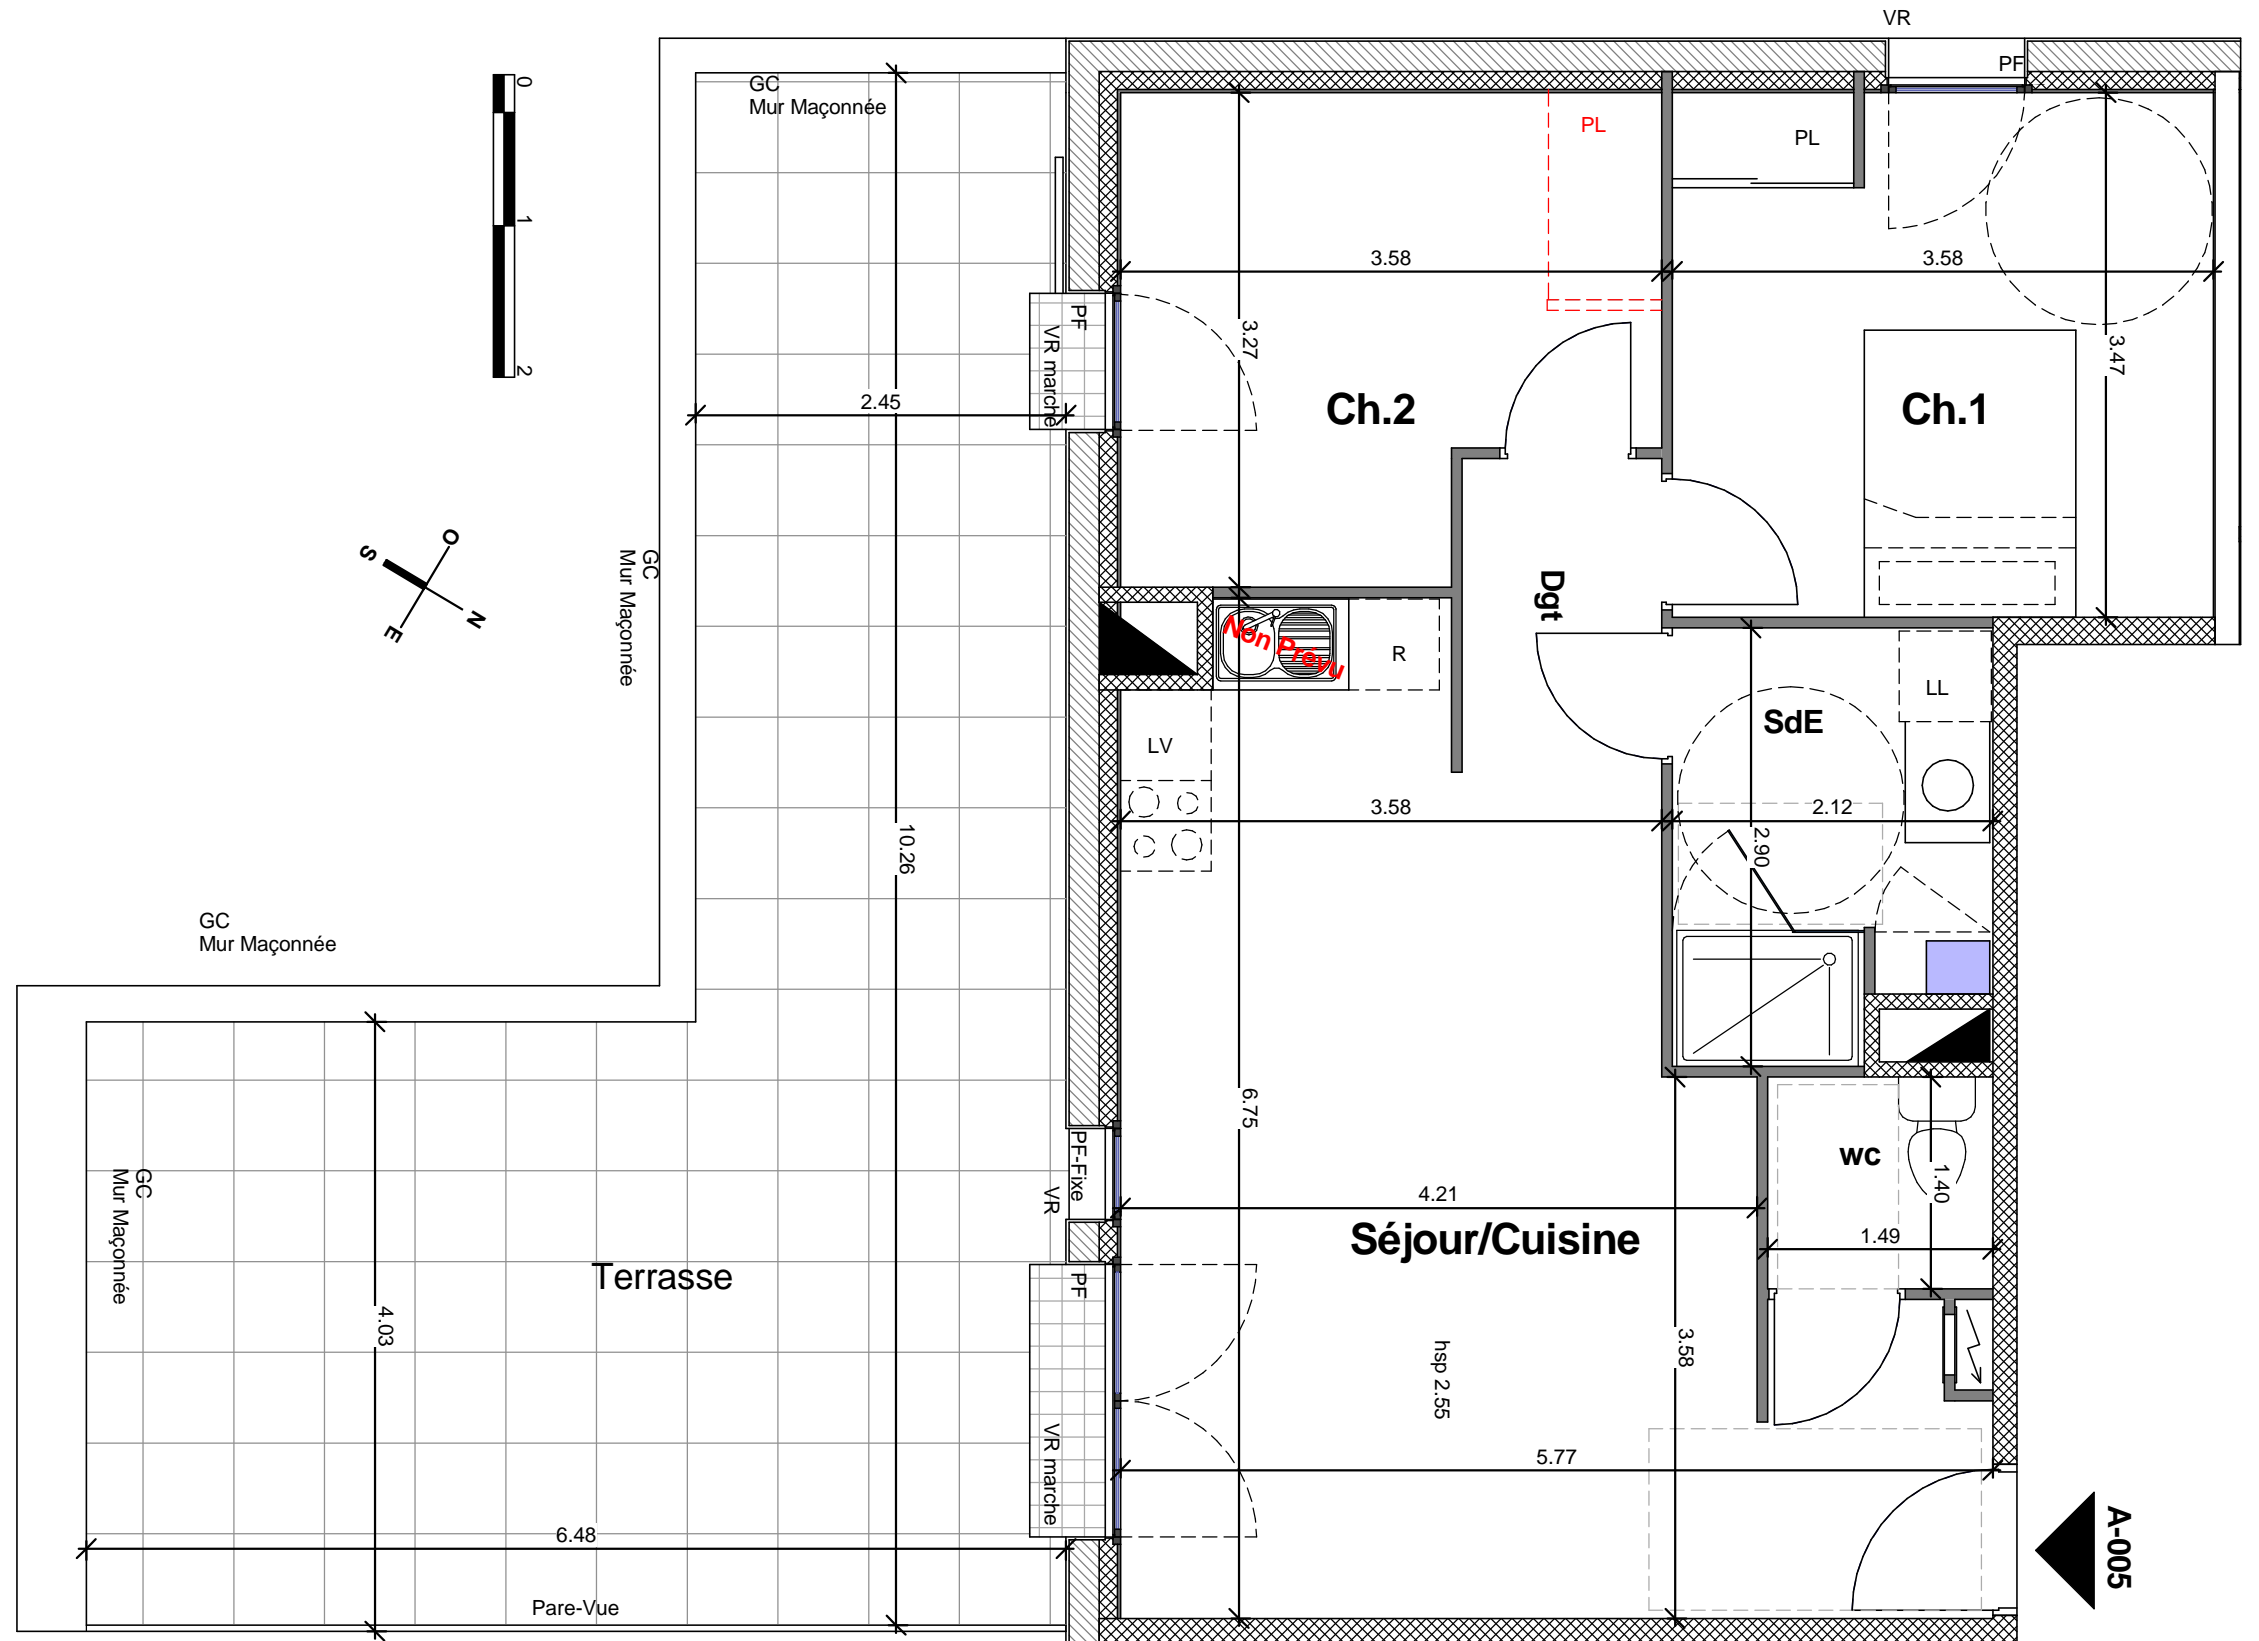 VR
PF
GC
Mur Maçonnée
0
1
2
PL
PL
3.58
3.58
3.27
3.47
PF
VR marche
2.45
Ch.2
Ch.1
O
S
N
E
GC
Mur Maçonnée
Dgt
Non Prévu
R
LL
SdE
LV
3.58
2.12
2.90
10.26
GC
Mur Maçonnée
6.75
PF-Fixe
VR
wc
1.40
4.21
1.49
Séjour/Cuisine
GC
Mur Maçonnée
Terrasse
PF
VR marche
4.03
3.58
hsp 2.55
5.77
6.48
A-005
Pare-Vue